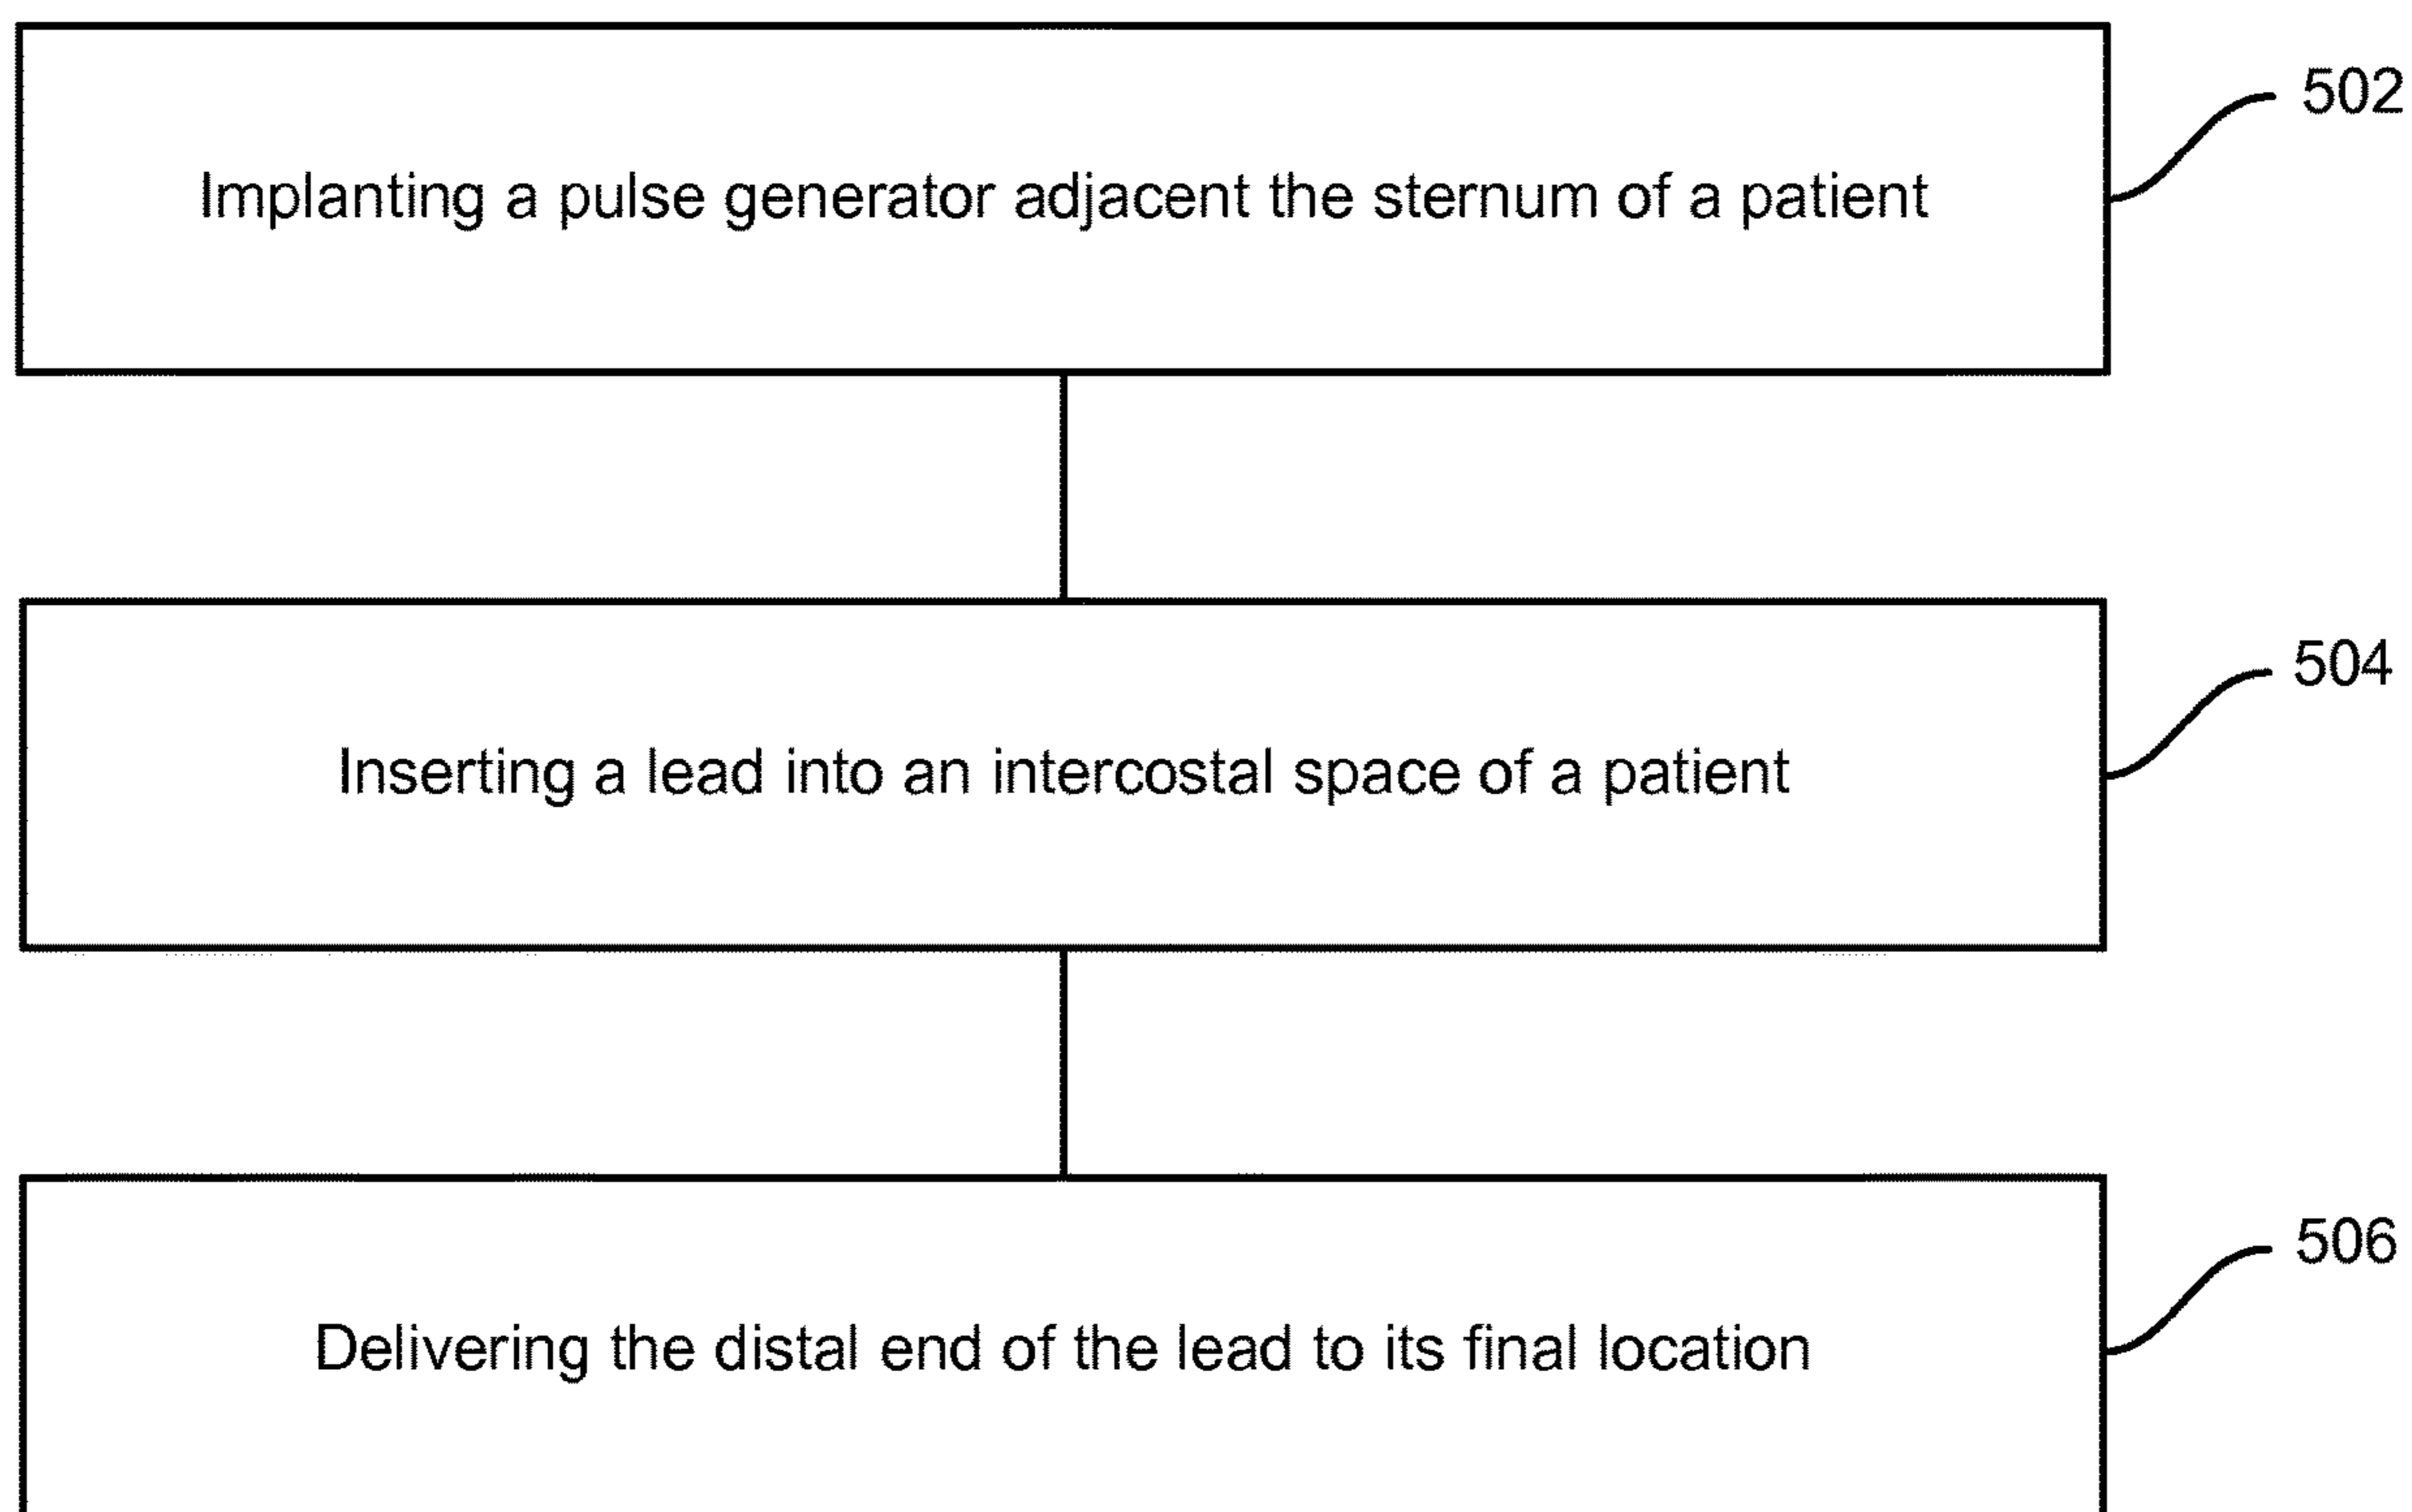 502
Implanting a pulse generator adjacent the sternum of a patient
504
Inserting a lead into an intercostal space of a patient
506
Delivering the distal end of the lead to its final location